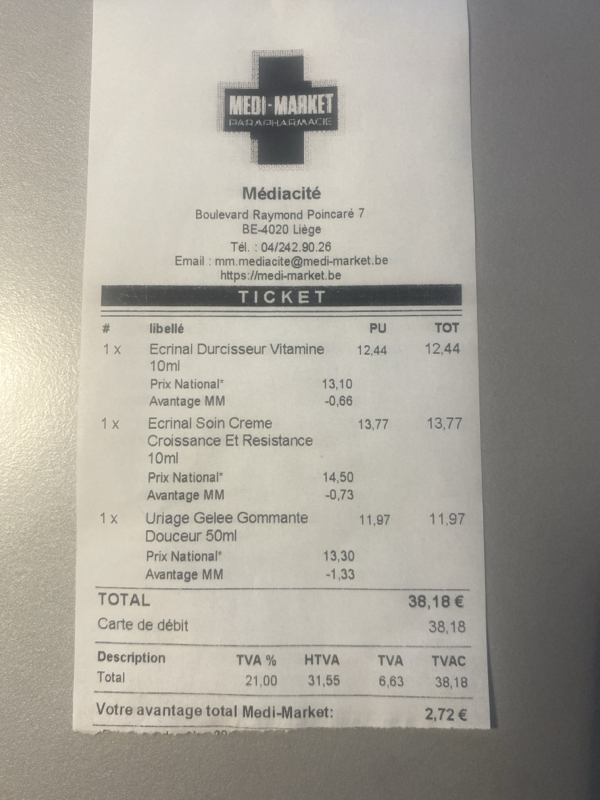 MEDI-MARKET
PARAPHARMACIE
Médiacité
Boulevard Raymond Poincaré 7
BE-4020 Liège
Tél. : 04/242.90.26
Email : mm.mediacite@medi-market.be
https://medi-market.be
TICKET
# libellé PU TOT
1 x Ecrinal Durcisseur Vitamine 12,44 12,44
10ml
Prix National* 13,10
Avantage MM -0,66
1 x Ecrinal Soin Creme 13,77 13,77
Croissance Et Resistance
10ml
Prix National* 14,50
Avantage MM -0,73
1 x Uriage Gelee Gommante 11,97 11,97
Douceur 50ml
Prix National* 13,30
Avantage MM -1,33
TOTAL 38,18 €
Carte de débit 38,18
Description TVA % HTVA TVA TVAC
Total 21,00 31,55 6,63 38,18
Votre avantage total Medi-Market: 2,72 €